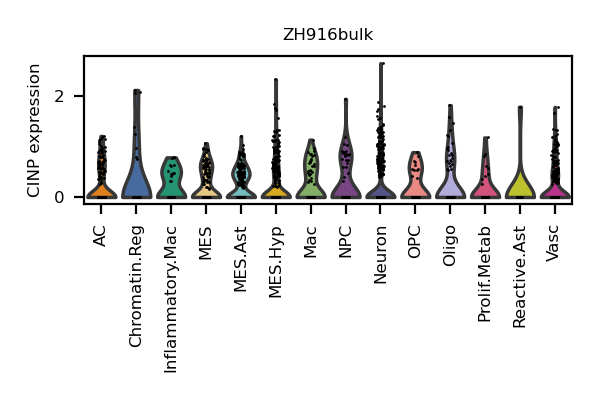 ZH916bulk
CINP expression
2
0
AC
Chromatin.Reg
Inflammatory.Mac
MES
MES.Ast
MES.Hyp
Mac
NPC
Neuron
OPC
Oligo
Prolif.Metab
Reactive.Ast
Vasc